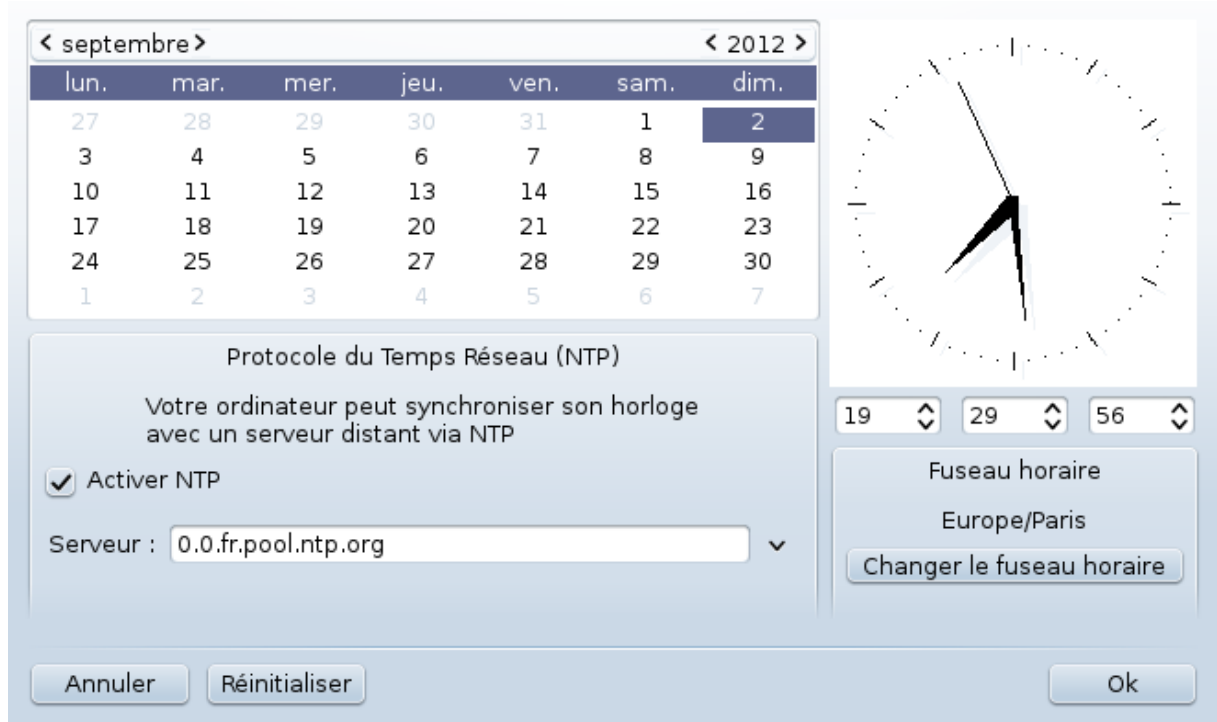 < septembre >
< 2012 >
lun. mar. mer. jeu. ven. sam. dim.
27 28 29 30 31 1 2
3 4 5 6 7 8 9
10 11 12 13 14 15 16
17 18 19 20 21 22 23
24 25 26 27 28 29 30
1 2 3 4 5 6 7
19 29 56
Protocole du Temps Réseau (NTP)
Votre ordinateur peut synchroniser son horloge
avec un serveur distant via NTP
Activer NTP
Serveur : 0.0.fr.pool.ntp.org
Fuseau horaire
Europe/Paris
Changer le fuseau horaire
Annuler
Réinitialiser
Ok